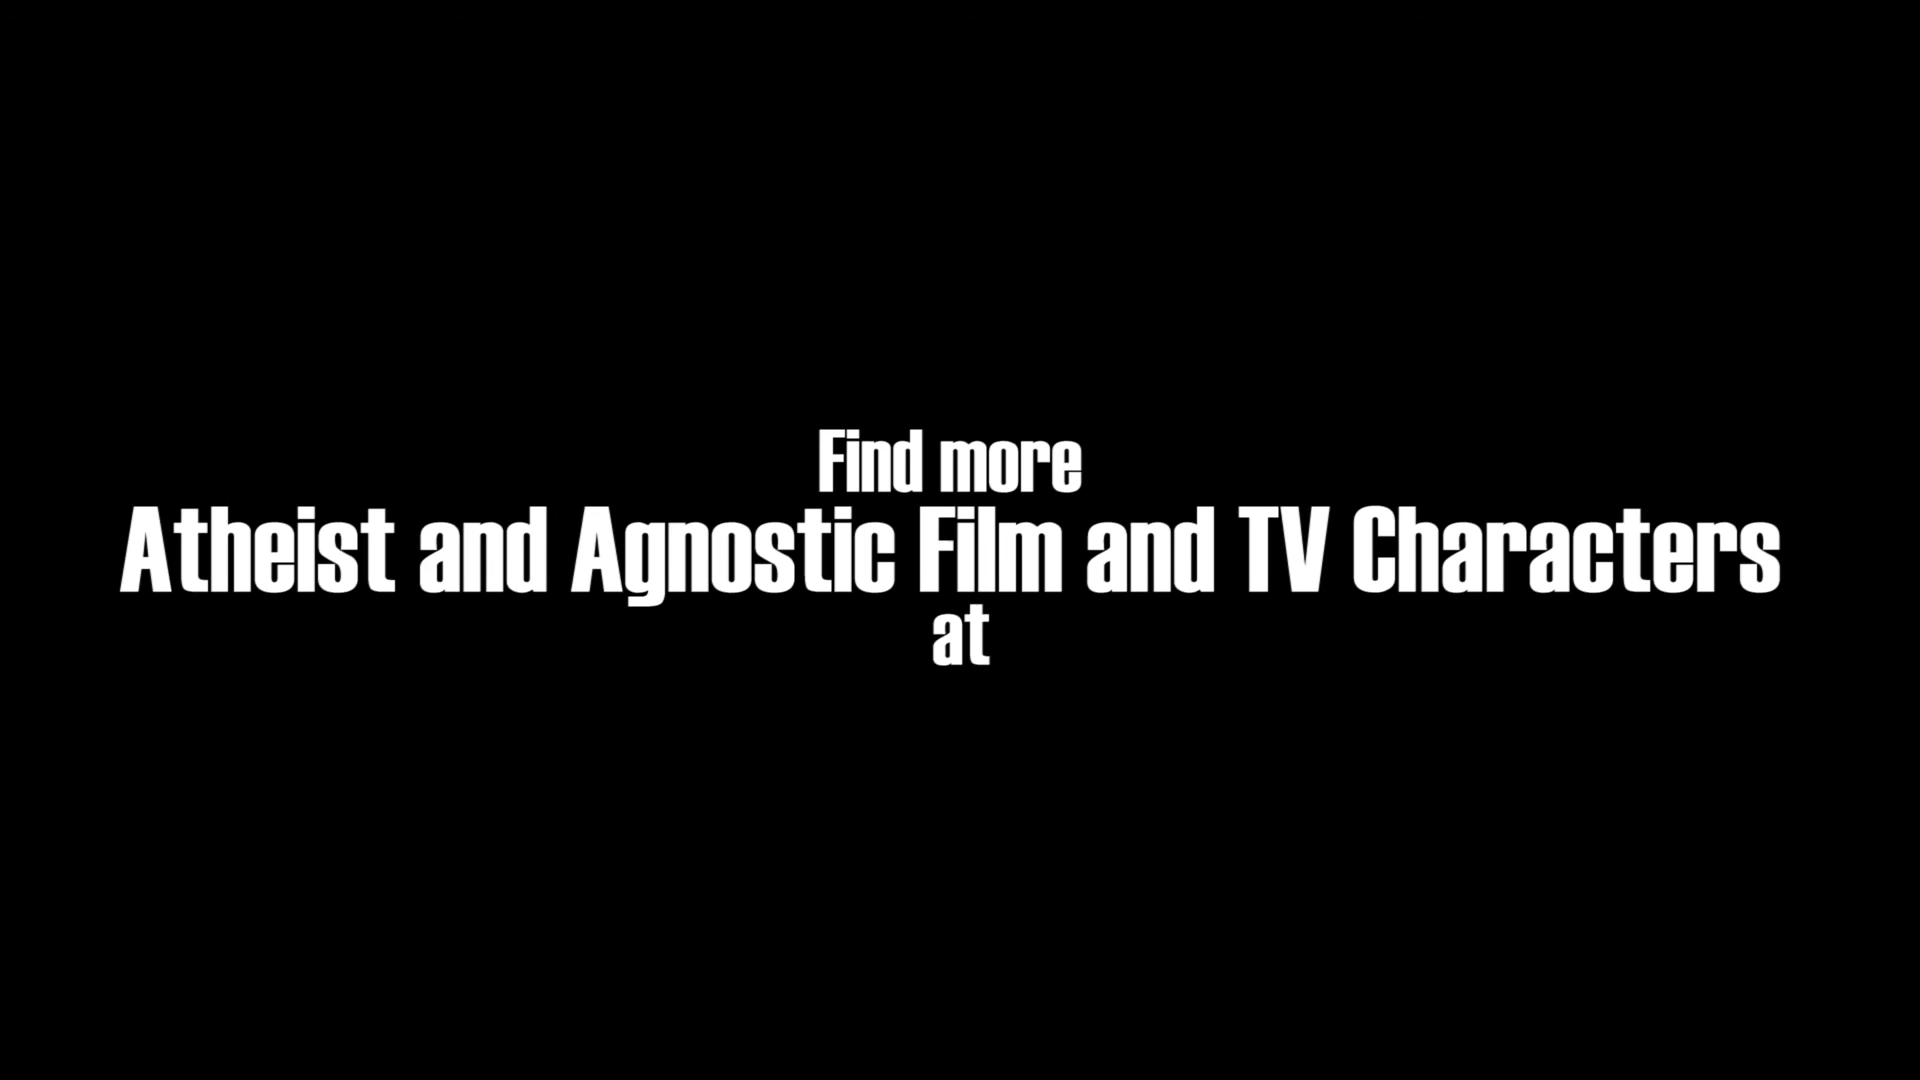 Find more
Atheist and Agnostic Film and TV Characters
at